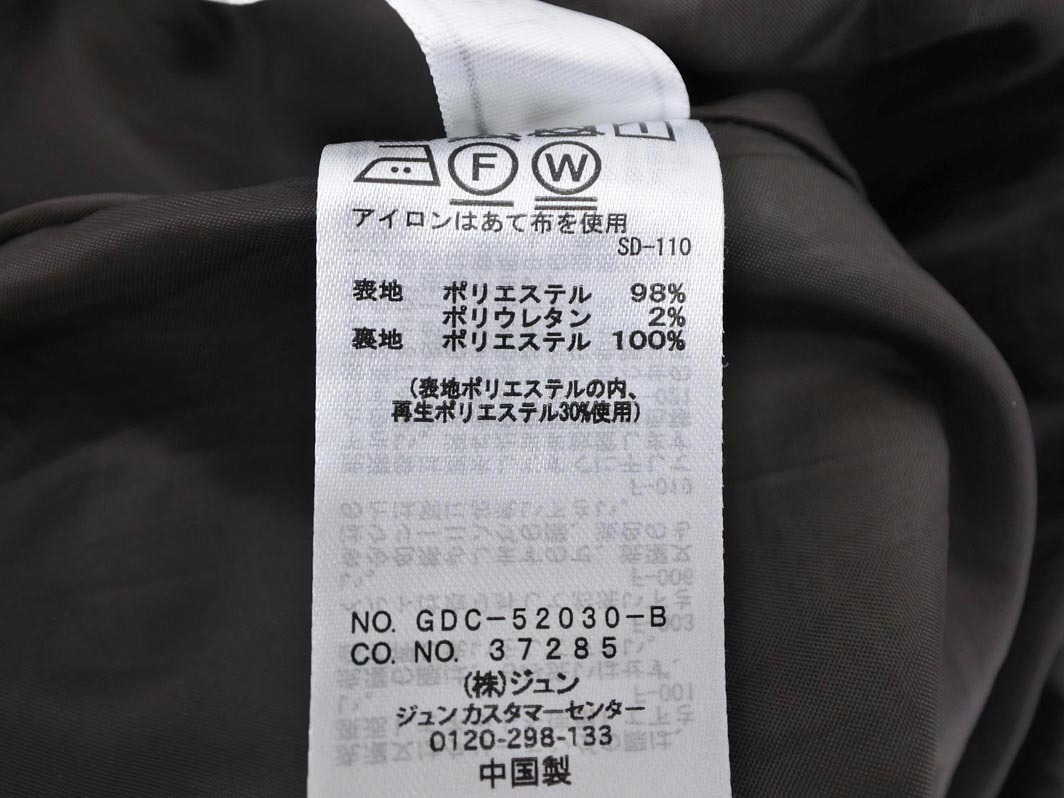 F W
アイロンはあて布を使用
SD-110
表地 ポリエステル 98%
ポリウレタン 2%
裏地 ポリエステル 100%
(表地ポリエステルの内、
再生ポリエステル30%使用)
NO. GDC-52030-B
CO. NO. 37285
(株)ジュン
ジュンカスタマーセンター
0120-298-133
中国製